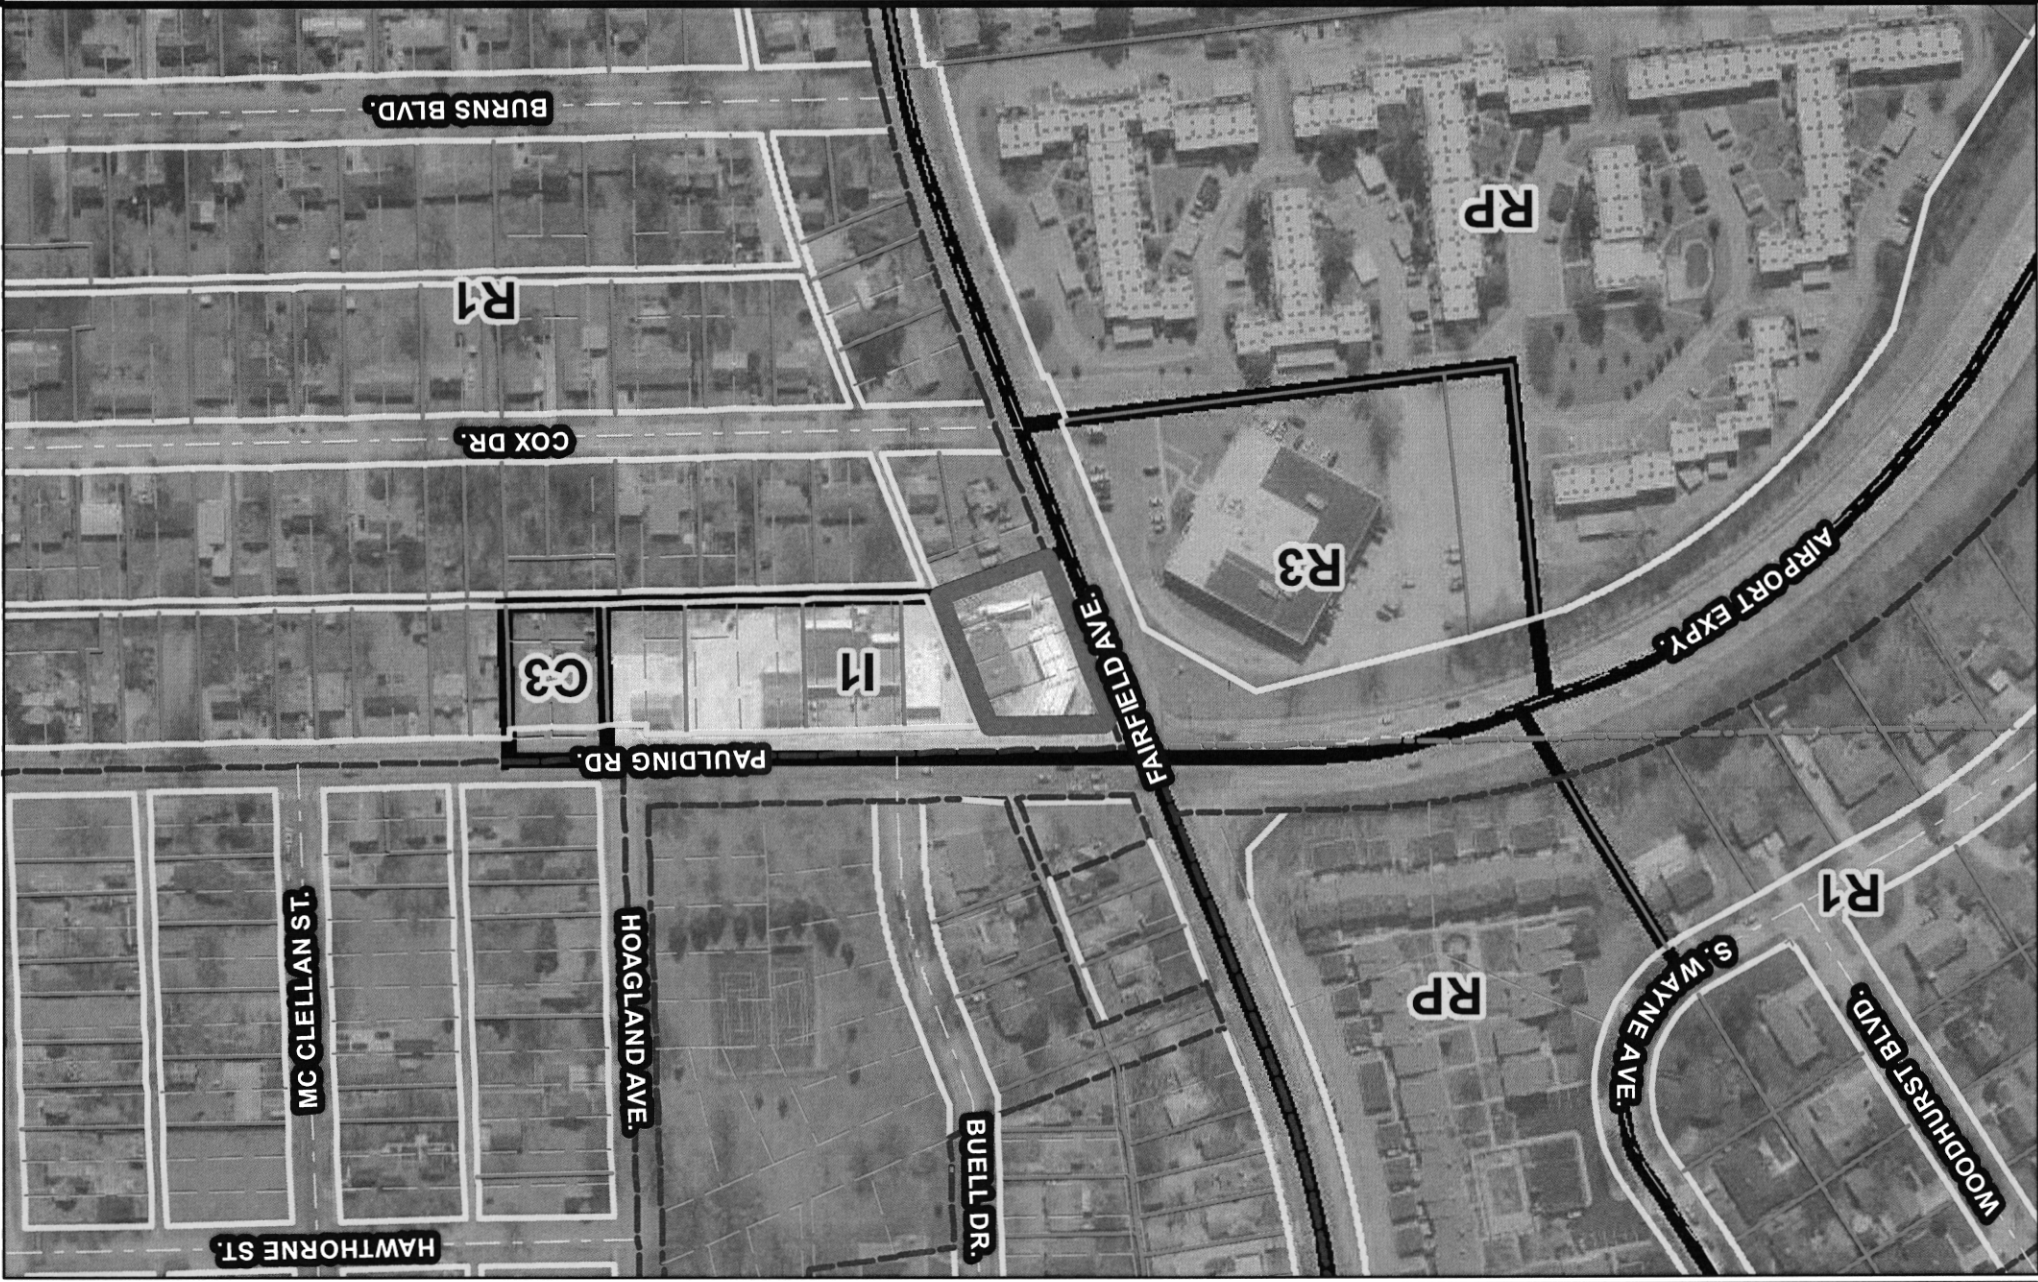 BURNS BLVD.
RP
R1
COX DR.
R3
AIRPORT EXPY.
FAIRFIELD AVE.
C3
I1
PAULDING RD.
R1
MC CLELLAN ST.
HOAGLAND AVE.
S. WAYNE AVE.
RP
WOODHURST BLVD.
BUELL DR.
HAWTHORNE ST.